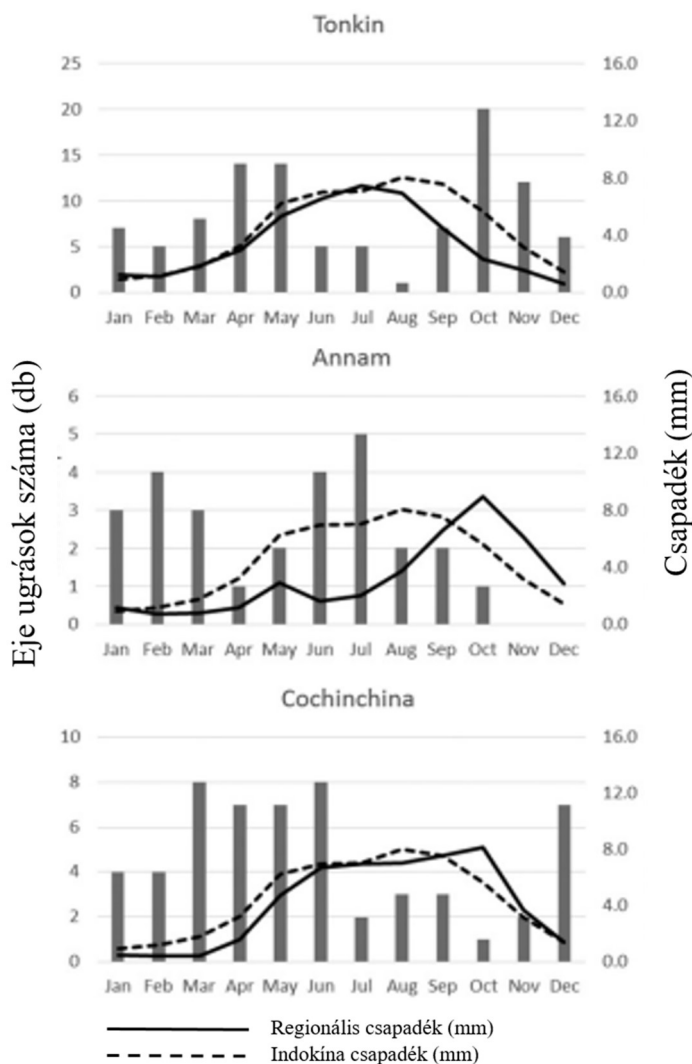 Tonkin
25 16.0
20 12.0
15 8.0
10
5 4.0
0 0.0
Jan Feb Mar Apr May Jun Jul Aug Sep Oct Nov Dec
Annam
6 16.0
5 12.0
4
3 8.0
2 4.0
1
0 0.0
Jan Feb Mar Apr May Jun Jul Aug Sep Oct Nov Dec
Cochinchina
10 16.0
8 12.0
6
4 8.0
2 4.0
0 0.0
Jan Feb Mar Apr May Jun Jul Aug Sep Oct Nov Dec
Eje ugrások száma (db)
Csapadék (mm)
Regionális csapadék (mm)
Indokína csapadék (mm)